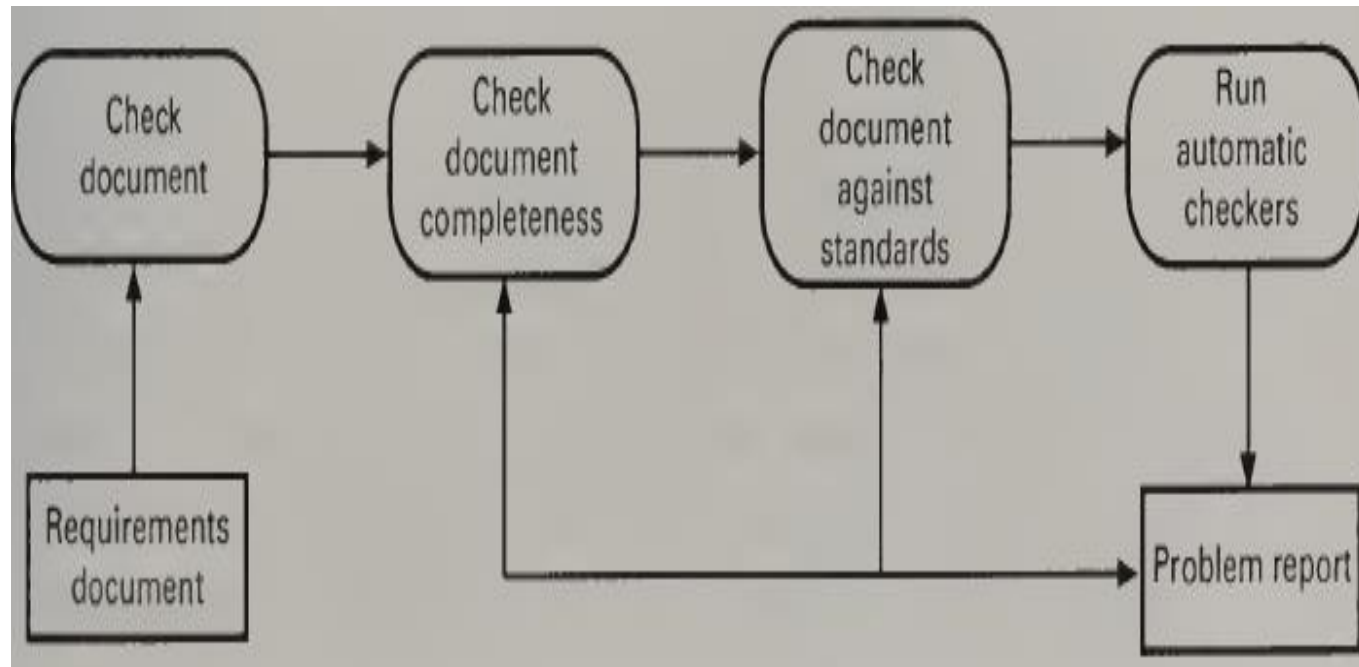 Check
document
Check
document
completeness
Check
document
against
standards
Run
automatic
checkers
Requirements
document
Problem report